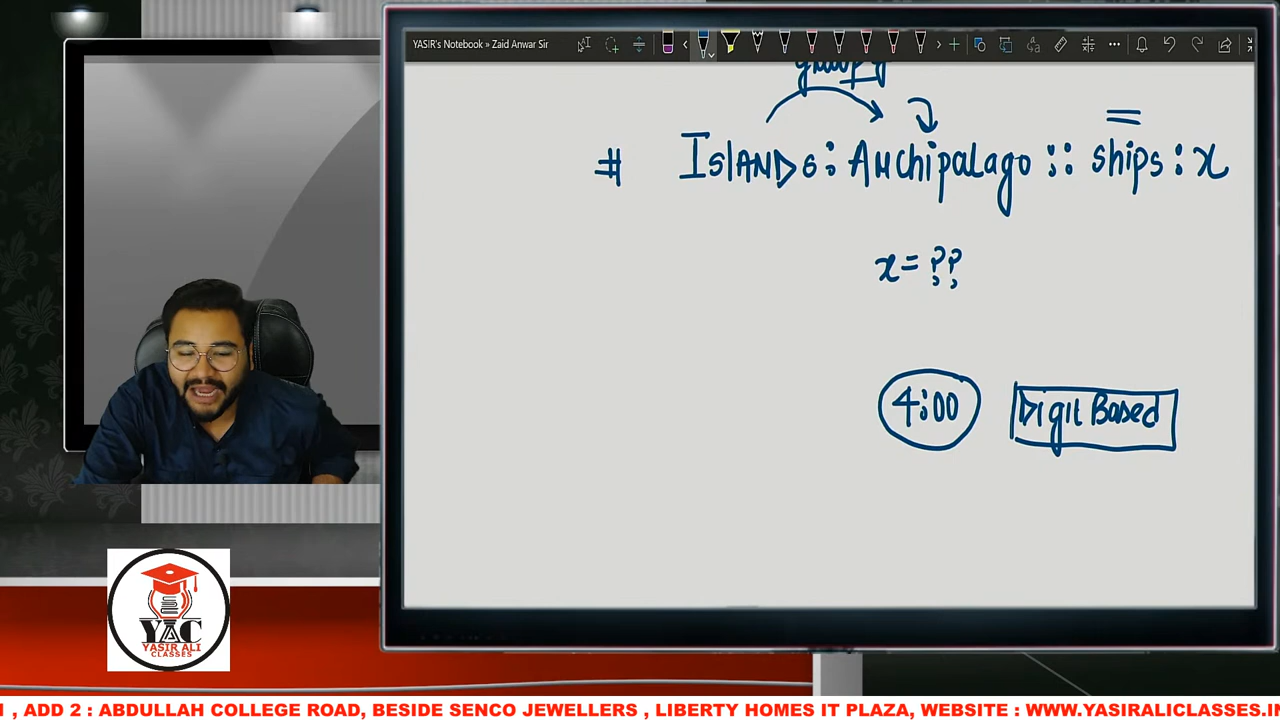 YASIR's Notebook » Zaid Anwar Sir
# ISLANDS : Archipalago :: ships : x
x = ??
4:00 Digit Based
YAC
YASIR ALI
CLASSES
, ADD 2 : ABDULLAH COLLEGE ROAD, BESIDE SENCO JEWELLERS , LIBERTY HOMES IT PLAZA, WEBSITE : WWW.YASIRALICLASSES.I